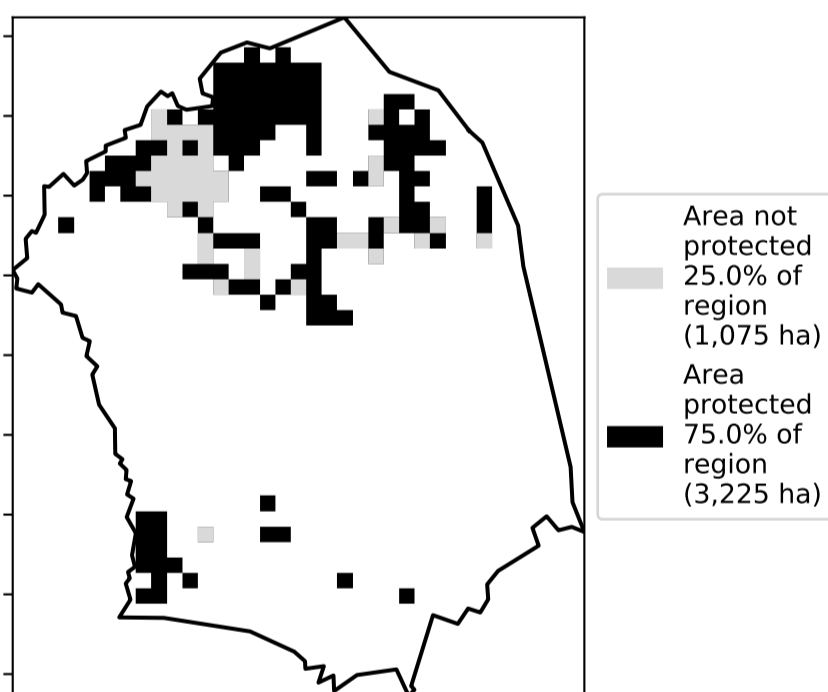 Area not
protected
25.0% of
region
(1,075 ha)
Area
protected
75.0% of
region
(3,225 ha)